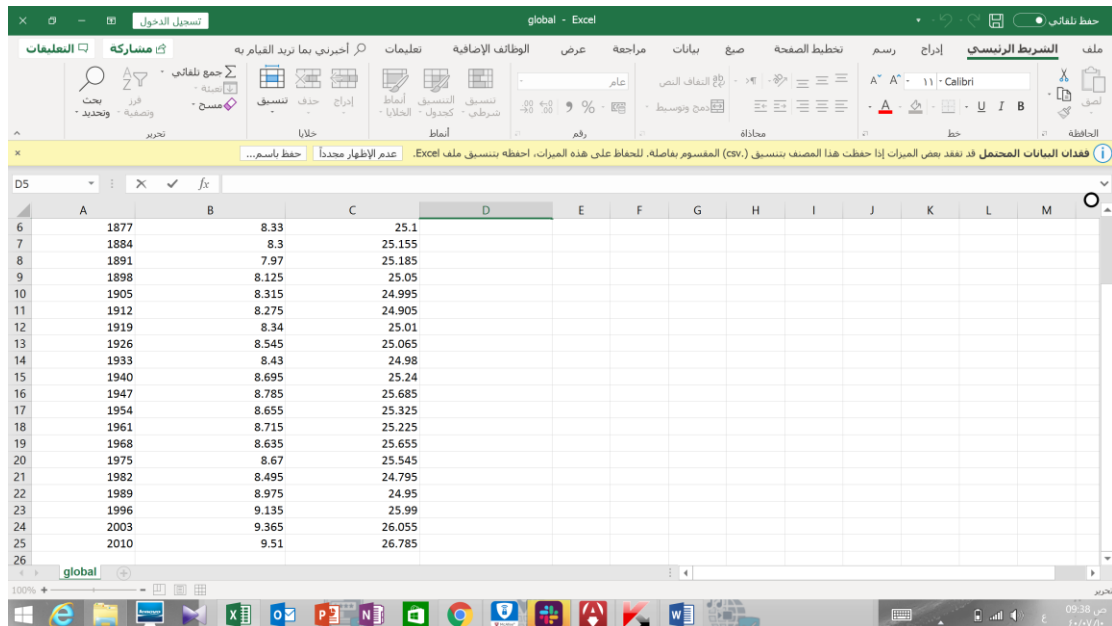 تسجيل الدخول
global - Excel
حفظ تلقائي
ملف الشريط الرئيسي إدراج رسم تخطيط الصفحة صيغ بيانات مراجعة عرض الوظائف الإضافية تعليمات أخبرني بما تريد القيام به مشاركة التعليقات
لصق
Calibri ١١
B I U
التفاف النص
دمج وتوسيط
عام
تنسيق شرطي
التنسيق كجدول
أنماط الخلايا
إدراج حذف تنسيق
جمع تلقائي
تعبئة
مسح
فرز وتصفية
بحث وتحديد
الحافظة خط محاذاة رقم أنماط خلايا تحرير
فقدان البيانات المحتمل قد تفقد بعض الميزات إذا حفظت هذا المصنف بتنسيق (.csv) المقسوم بفاصلة. للحفاظ على هذه الميزات، احفظه بتنسيق ملف Excel. عدم الإظهار مجدداً حفظ باسم...
D5 fx
A B C D E F G H I J K L M
6 1877 8.33 25.1
7 1884 8.3 25.155
8 1891 7.97 25.185
9 1898 8.125 25.05
10 1905 8.315 24.995
11 1912 8.275 24.905
12 1919 8.34 25.01
13 1926 8.545 25.065
14 1933 8.43 24.98
15 1940 8.695 25.24
16 1947 8.785 25.685
17 1954 8.655 25.325
18 1961 8.715 25.225
19 1968 8.635 25.655
20 1975 8.67 25.545
21 1982 8.495 24.795
22 1989 8.975 24.95
23 1996 9.135 25.99
24 2003 9.365 26.055
25 2010 9.51 26.785
26
global
100%
تحرير
09:38 ص